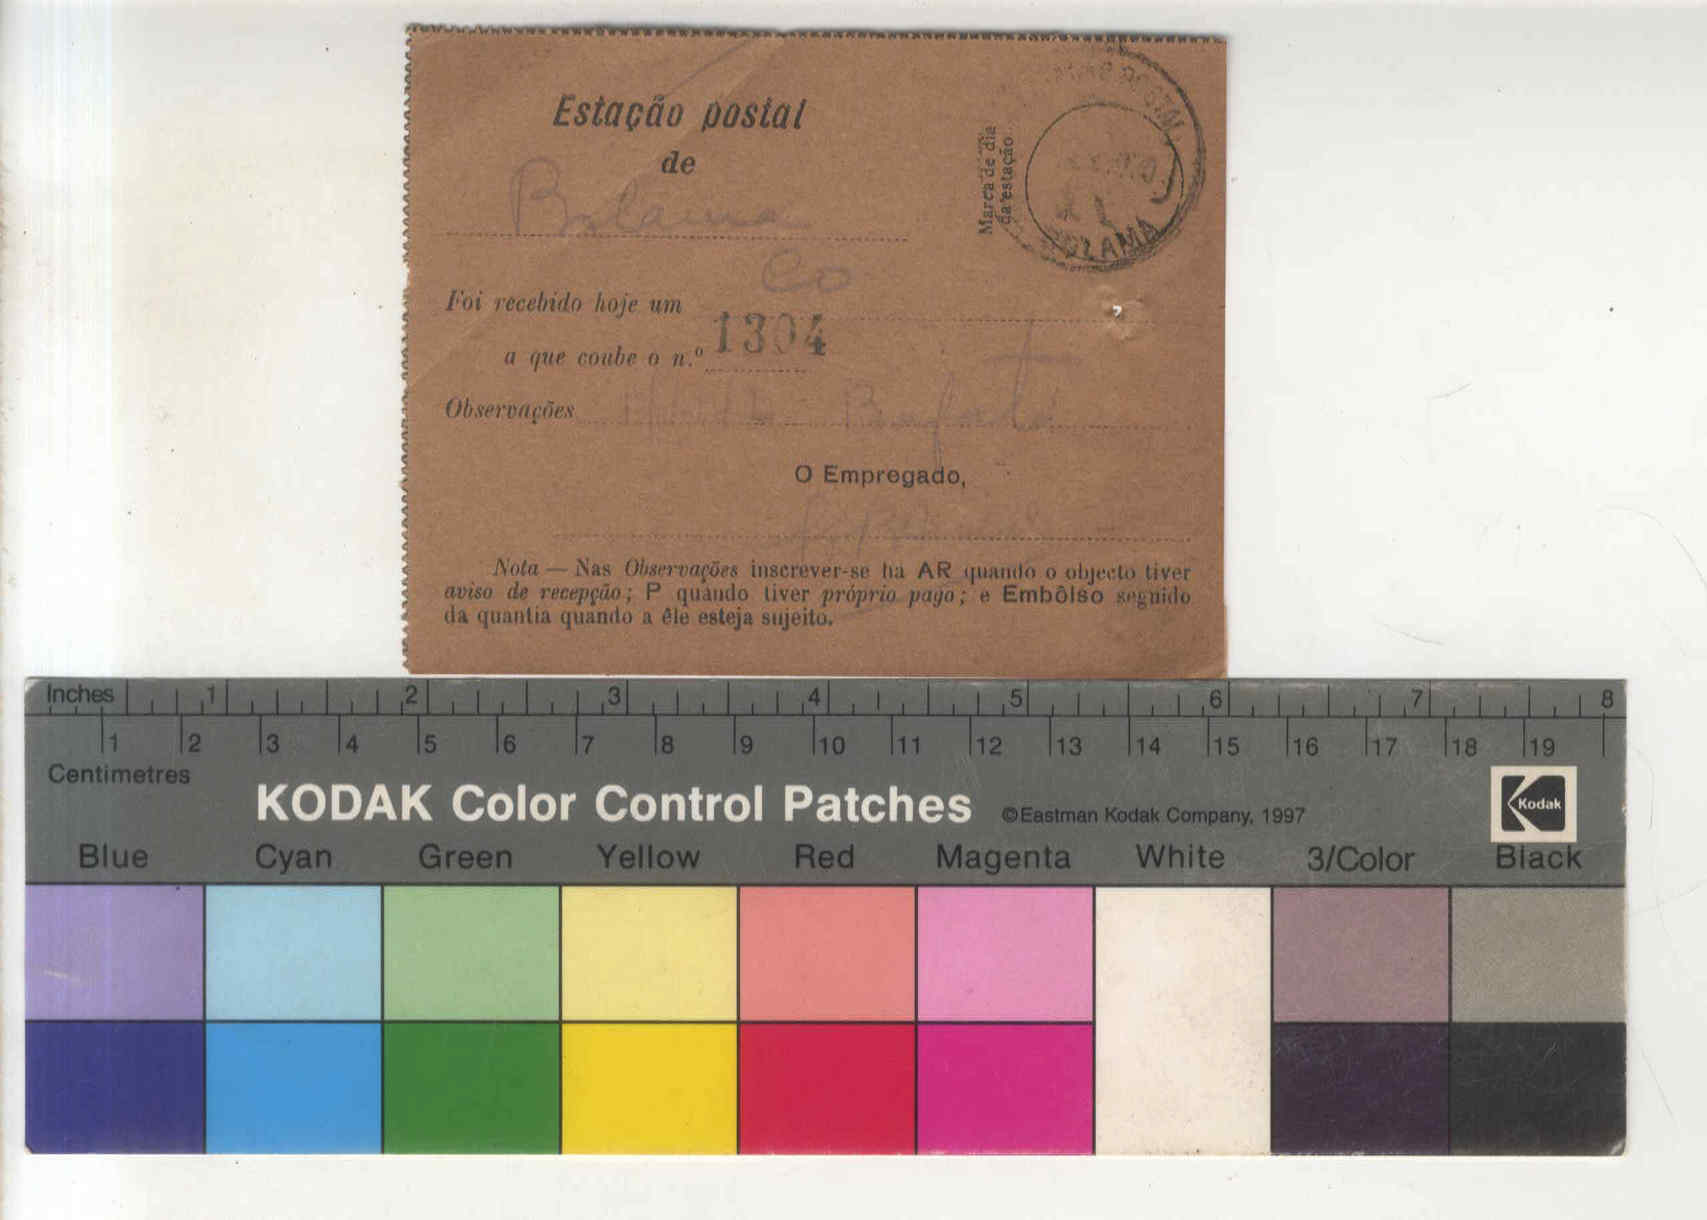 Estação postal
de
Bolama
Marca de dia
da estação
BOLAMA
Co
Foi recebido hoje um
a que coube o n.º 1304
Observações
O Empregado,
Nota — Nas Observações inscrever-se há AR quando o objecto tiver
aviso de recepção; P quando tiver próprio pago; e Embôlso seguido
da quantia quando a êle esteja sujeito.
Inches 1 2 3 4 5 6 7 8
1 2 3 4 5 6 7 8 9 10 11 12 13 14 15 16 17 18 19
Centimetres
KODAK Color Control Patches ©Eastman Kodak Company, 1997 Kodak
Blue Cyan Green Yellow Red Magenta White 3/Color Black